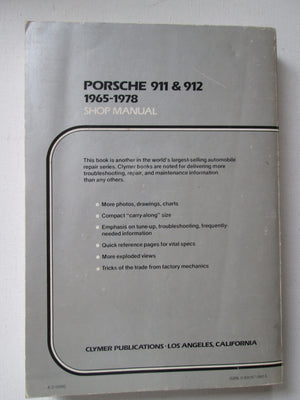 PORSCHE 911 & 912
1965-1978
SHOP MANUAL
This book is another in the world's largest-selling automobile
repair series. Clymer books are noted for delivering more
troubleshooting, repair, and maintenance information
than any others.
More photos, drawings, charts
Compact "carry along" size
Emphasis on tune-up, troubleshooting, frequently-
needed information
Quick reference pages for vital specs
More exploded views
Tricks of the trade from factory mechanics
CLYMER PUBLICATIONS · LOS ANGELES, CALIFORNIA